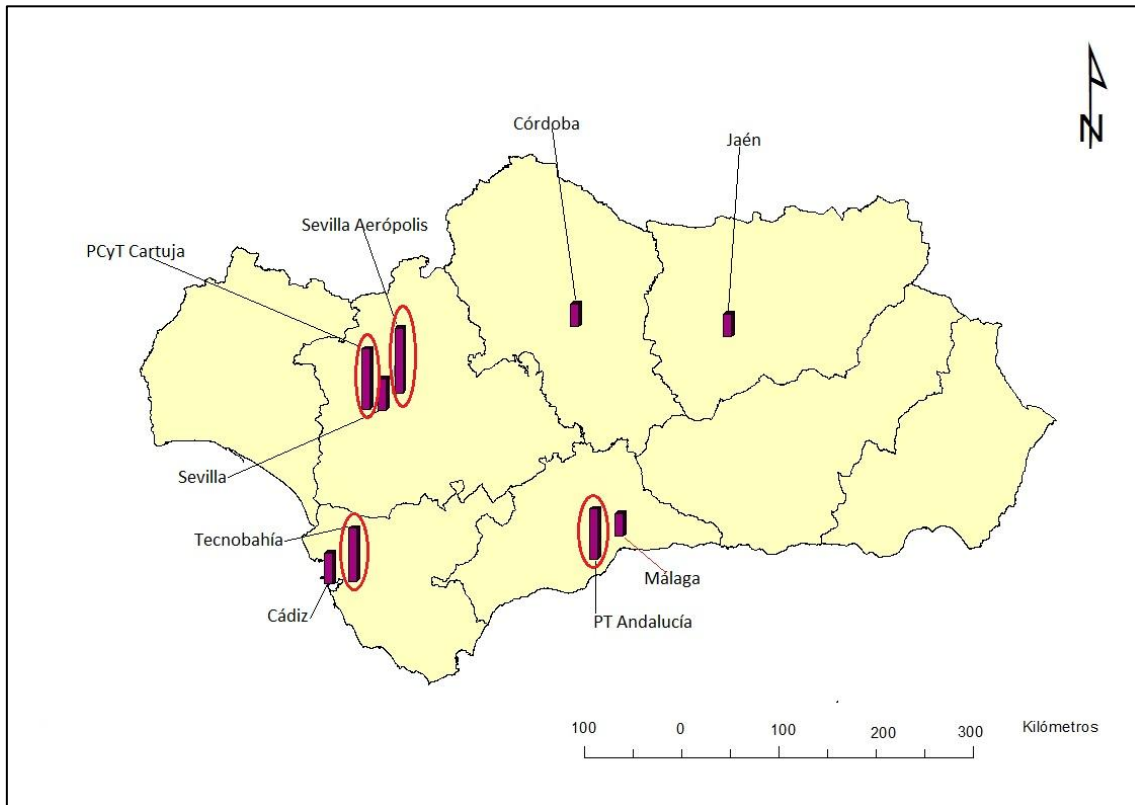 N
Córdoba
Jaén
Sevilla Aerópolis
PCyT Cartuja
Sevilla
Tecnobahía
Málaga
Cádiz
PT Andalucía
100 0 100 200 300 Kilómetros